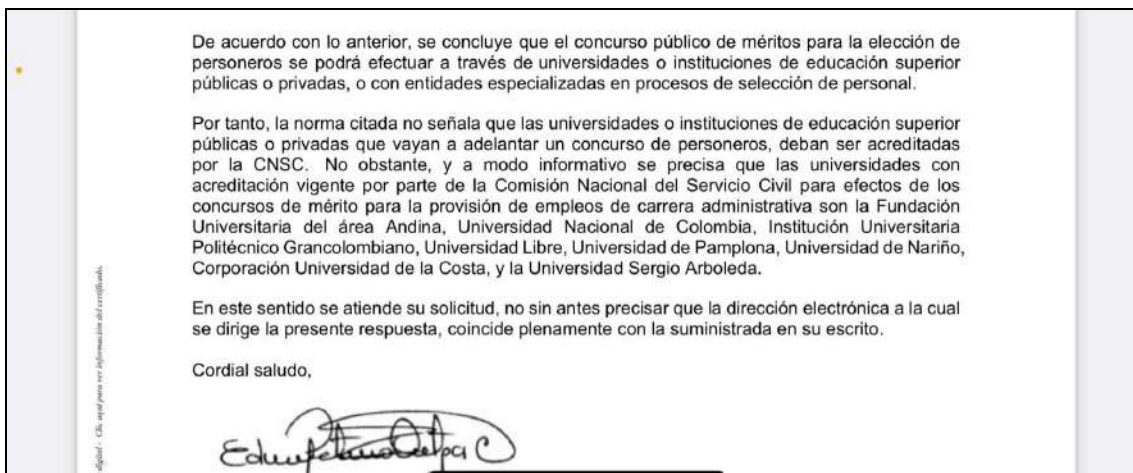 De acuerdo con lo anterior, se concluye que el concurso público de méritos para la elección de
personeros se podrá efectuar a través de universidades o instituciones de educación superior
públicas o privadas, o con entidades especializadas en procesos de selección de personal.
Por tanto, la norma citada no señala que las universidades o instituciones de educación superior
públicas o privadas que vayan a adelantar un concurso de personeros, deban ser acreditadas
por la CNSC. No obstante, y a modo informativo se precisa que las universidades con
acreditación vigente por parte de la Comisión Nacional del Servicio Civil para efectos de los
concursos de mérito para la provisión de empleos de carrera administrativa son la Fundación
Universitaria del área Andina, Universidad Nacional de Colombia, Institución Universitaria
Politécnico Grancolombiano, Universidad Libre, Universidad de Pamplona, Universidad de Nariño,
Corporación Universidad de la Costa, y la Universidad Sergio Arboleda.
En este sentido se atiende su solicitud, no sin antes precisar que la dirección electrónica a la cual
se dirige la presente respuesta, coincide plenamente con la suministrada en su escrito.
Cordial saludo,
digital - Clic aquí para ver información del certificado.